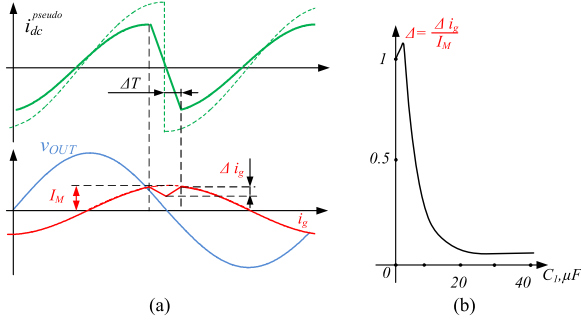 i_dc^pseudo
ΔT
v_OUT
Δ i_g
I_M
i_g
(a)
Δ = Δ i_g / I_M
1
0.5
0
20
40
C_1,μF
(b)